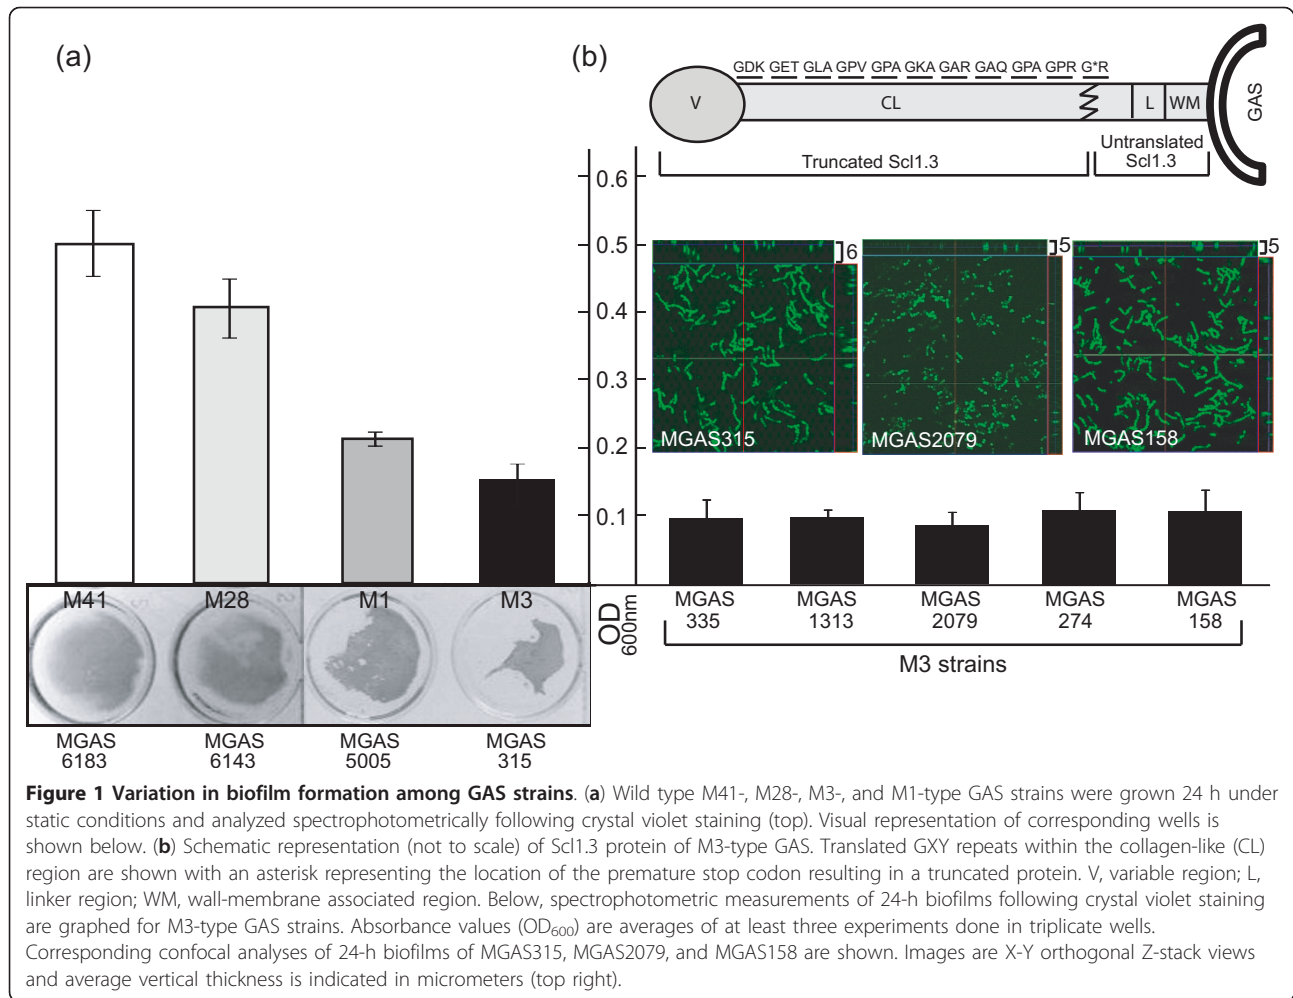 (a)
(b)
GDK GET GLA GPV GPA GKA GAR GAQ GPA GPR G*R
V
CL
L
WM
GAS
Truncated Scl1.3
Untranslated
Scl1.3
0.6
0.5
0.4
0.3
0.2
0.1
OD
600nm
6
5
5
MGAS315
MGAS2079
MGAS158
M41
M28
M1
M3
MGAS
6183
MGAS
6143
MGAS
5005
MGAS
315
MGAS
335
MGAS
1313
MGAS
2079
MGAS
274
MGAS
158
M3 strains
Figure 1 Variation in biofilm formation among GAS strains. (a) Wild type M41-, M28-, M3-, and M1-type GAS strains were grown 24 h under
static conditions and analyzed spectrophotometrically following crystal violet staining (top). Visual representation of corresponding wells is
shown below. (b) Schematic representation (not to scale) of Scl1.3 protein of M3-type GAS. Translated GXY repeats within the collagen-like (CL)
region are shown with an asterisk representing the location of the premature stop codon resulting in a truncated protein. V, variable region; L,
linker region; WM, wall-membrane associated region. Below, spectrophotometric measurements of 24-h biofilms following crystal violet staining
are graphed for M3-type GAS strains. Absorbance values (OD600) are averages of at least three experiments done in triplicate wells.
Corresponding confocal analyses of 24-h biofilms of MGAS315, MGAS2079, and MGAS158 are shown. Images are X-Y orthogonal Z-stack views
and average vertical thickness is indicated in micrometers (top right).